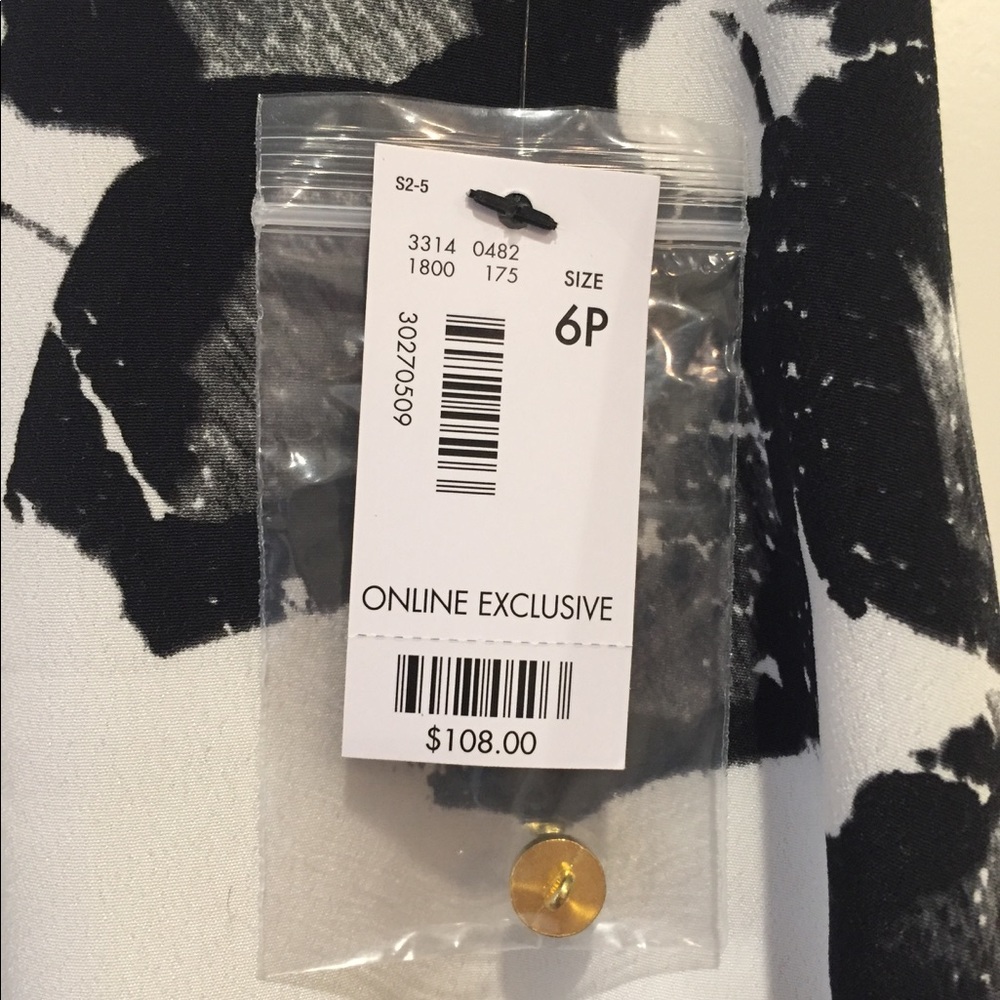 S2-5
3314 0482
1800 175
SIZE
6P
30270509
ONLINE EXCLUSIVE
$108.00